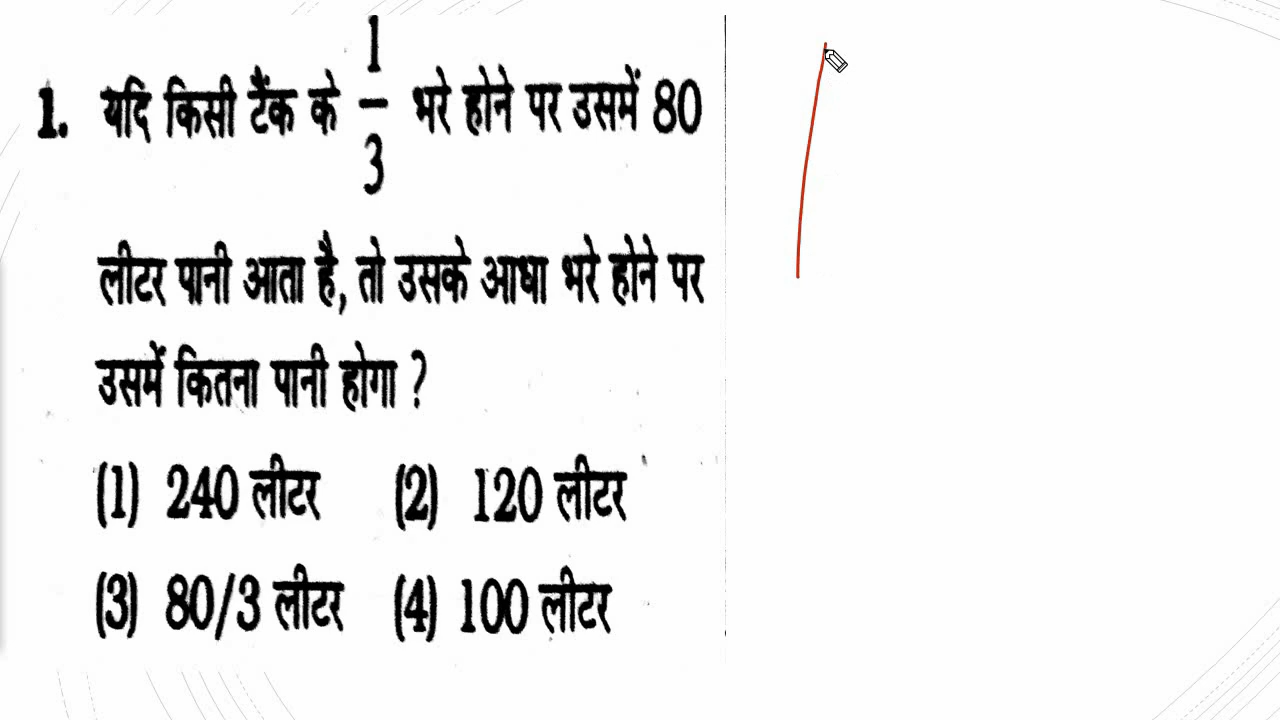 1. यदि किसी टैंक के 1/3 भरे होने पर उसमें 80
लीटर पानी आता है, तो उसके आधा भरे होने पर
उसमें कितना पानी होगा ?
(1) 240 लीटर (2) 120 लीटर
(3) 80/3 लीटर (4) 100 लीटर